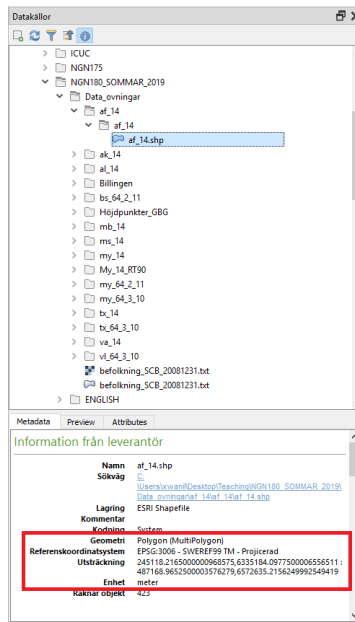 Datakällor
ICUC
NGN175
NGN180_SOMMAR_2019
Data_ovningar
af_14
af_14
af_14.shp
ak_14
al_14
Billingen
bs_64_2_11
Höjdpunkter_GBG
mb_14
ms_14
my_14
My_14_RT90
my_64_2_11
my_64_3_10
tx_14
tx_64_3_10
va_14
vl_64_3_10
befolkning_SCB_20081231.txt
befolkning_SCB_20081231.txt
ENGLISH
Metadata Preview Attributes
Information från leverantör
Namn af_14.shp
Sökväg C:
\Users\xwanil\Desktop\Teaching\NGN180_SOMMAR_2019\
Data_ovningar\af_14\af_14\af_14.shp
Lagring ESRI Shapefile
Kommentar
Kodning System
Geometri Polygon (MultiPolygon)
Referenskoordinatsystem EPSG:3006 - SWEREF99 TM - Projicerad
Utsträckning 245118.2165000000968575,6335184.0977500006556511 :
487168.9652500003576279,6572635.2156249992549419
Enhet meter
Räknar objekt 423